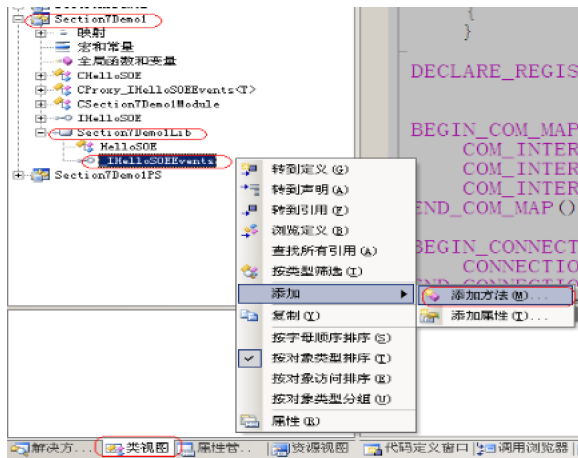 Section7Demo1
映射
宏和常量
全局函数和变量
CHelloSOE
CProxy_IHelloSOEEvents<T>
CSection7Demo1Module
IHelloSOE
Section7Demo1Lib
HelloSOE
IHelloSOEEvents
Section7Demo1PS
{
}
DECLARE_REGIS
BEGIN_COM_MAP
COM_INTER
COM_INTER
COM_INTER
END_COM_MAP()
BEGIN_CONNECT
CONNECTIO
转到定义(G)
转到声明(A)
转到引用(F)
浏览定义(B)
查找所有引用(A)
按类型筛选(I)
添加
复制(Y)
按字母顺序排序(S)
按对象类型排序(T)
按对象访问排序(E)
按对象类型分组(U)
属性(R)
添加方法(M)...
添加属性(T)...
解决方...
类视图
属性管..
资源视图
代码定义窗口
调用浏览器